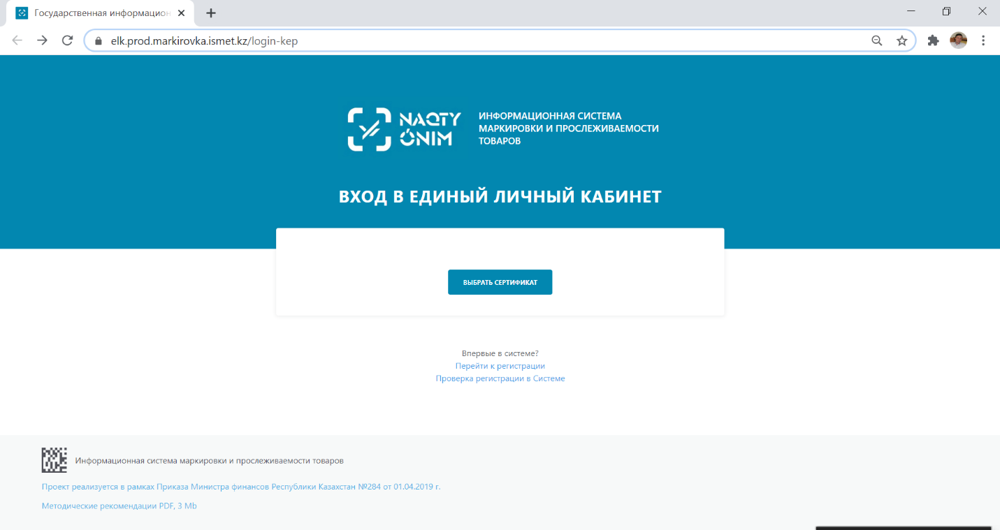 Государственная информацион
elk.prod.markirovka.ismet.kz/login-kep
NAQTY
ÓNIM
ИНФОРМАЦИОННАЯ СИСТЕМА
МАРКИРОВКИ И ПРОСЛЕЖИВАЕМОСТИ
ТОВАРОВ
ВХОД В ЕДИНЫЙ ЛИЧНЫЙ КАБИНЕТ
ВЫБРАТЬ СЕРТИФИКАТ
Впервые в системе?
Перейти к регистрации
Проверка регистрации в Системе
Информационная система маркировки и прослеживаемости товаров
Проект реализуется в рамках Приказа Министра финансов Республики Казахстан №284 от 01.04.2019 г.
Методические рекомендации PDF, 3 Mb